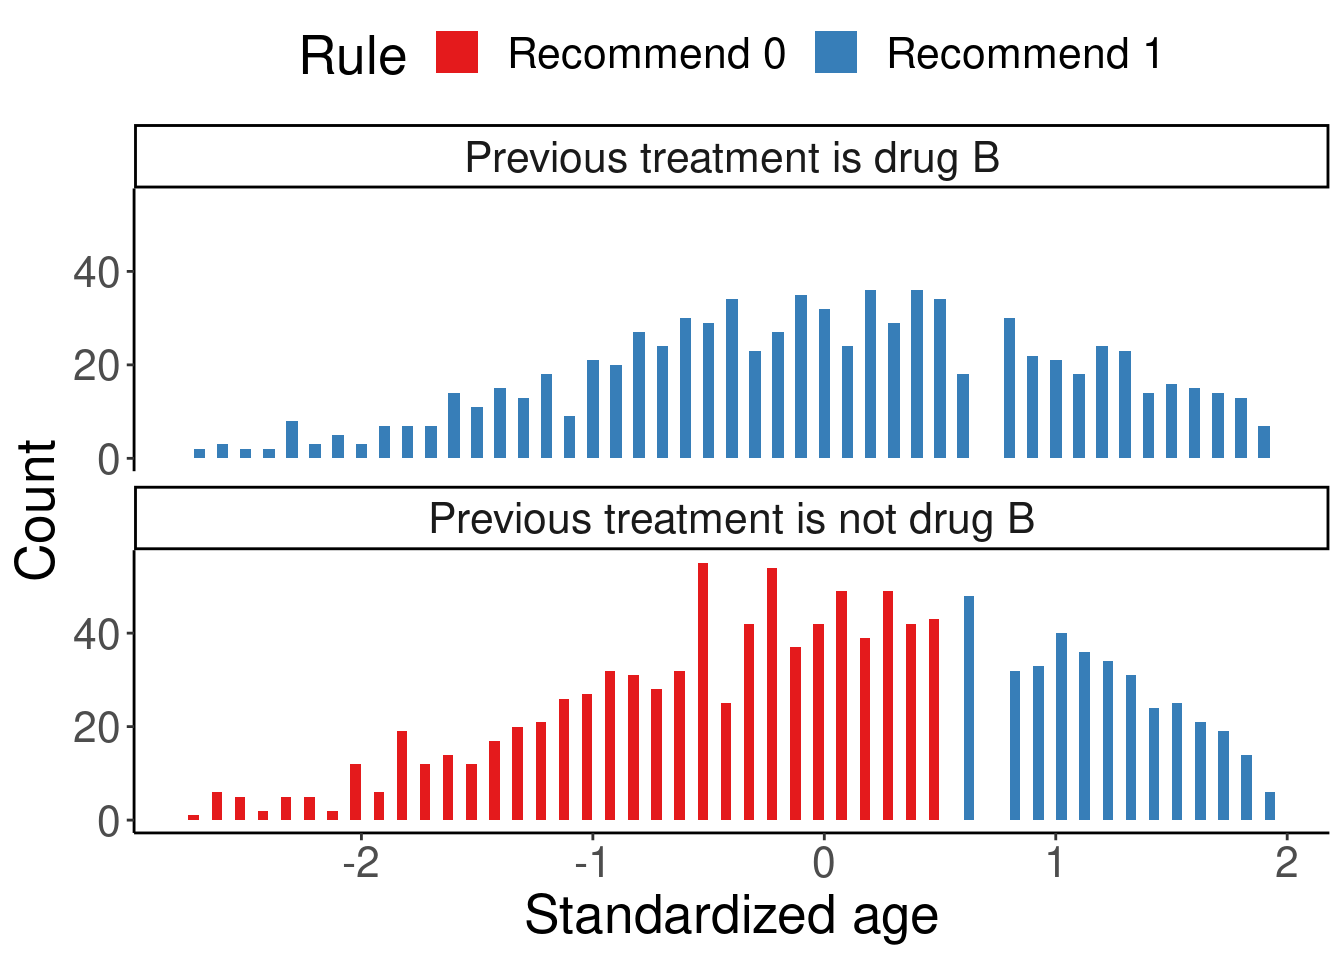 Rule Recommend 0 Recommend 1
Previous treatment is drug B
40
20
0
Count
Previous treatment is not drug B
40
20
0
-2 -1 0 1 2
Standardized age